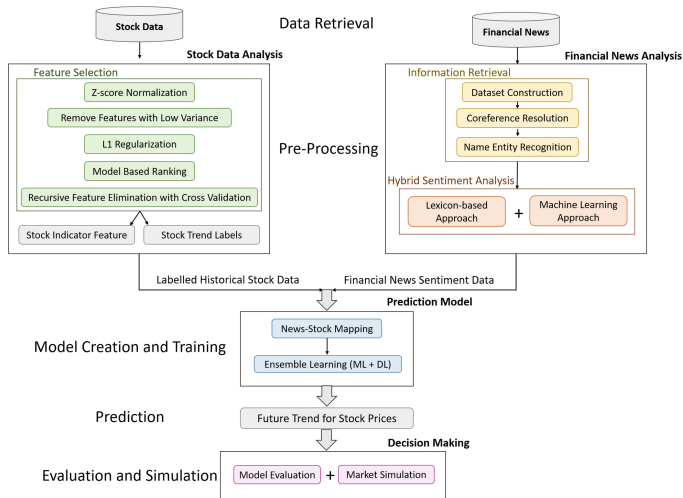 Data Retrieval
Stock Data
Financial News
Stock Data Analysis
Financial News Analysis
Feature Selection
Z-score Normalization
Remove Features with Low Variance
L1 Regularization
Model Based Ranking
Recursive Feature Elimination with Cross Validation
Stock Indicator Feature
Stock Trend Labels
Pre-Processing
Information Retrieval
Dataset Construction
Coreference Resolution
Name Entity Recognition
Hybrid Sentiment Analysis
Lexicon-based
Approach
+
Machine Learning
Approach
Labelled Historical Stock Data
Financial News Sentiment Data
Prediction Model
Model Creation and Training
News-Stock Mapping
Ensemble Learning (ML + DL)
Prediction
Future Trend for Stock Prices
Decision Making
Evaluation and Simulation
Model Evaluation + Market Simulation